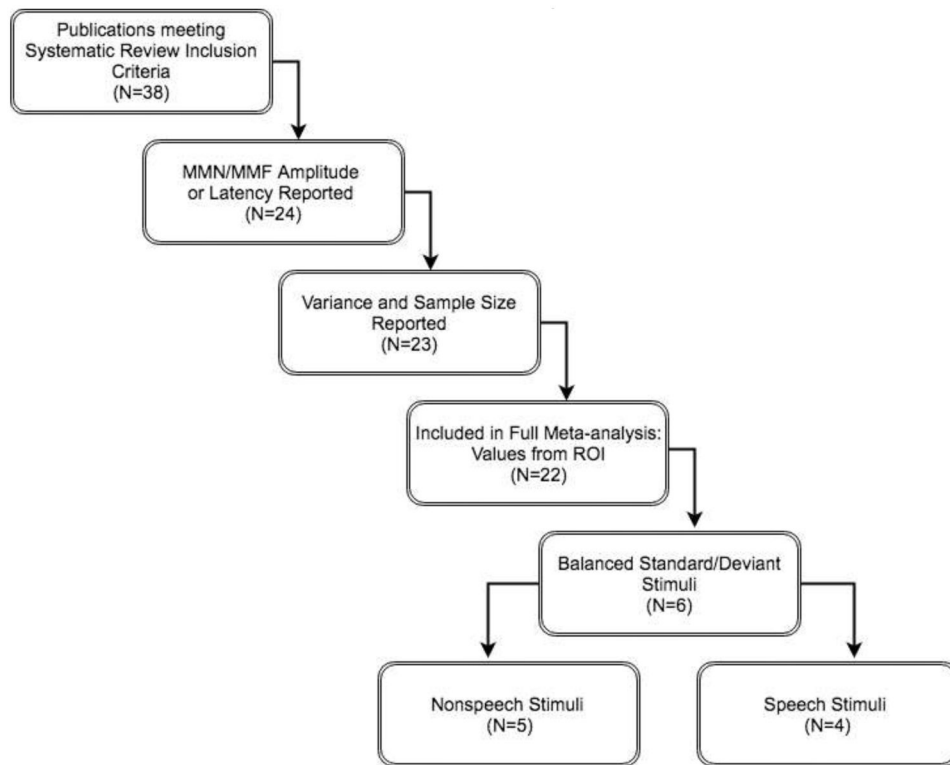 Publications meeting
Systematic Review Inclusion
Criteria
(N=38)
MMN/MMF Amplitude
or Latency Reported
(N=24)
Variance and Sample Size
Reported
(N=23)
Included in Full Meta-analysis:
Values from ROI
(N=22)
Balanced Standard/Deviant
Stimuli
(N=6)
Nonspeech Stimuli
(N=5)
Speech Stimuli
(N=4)